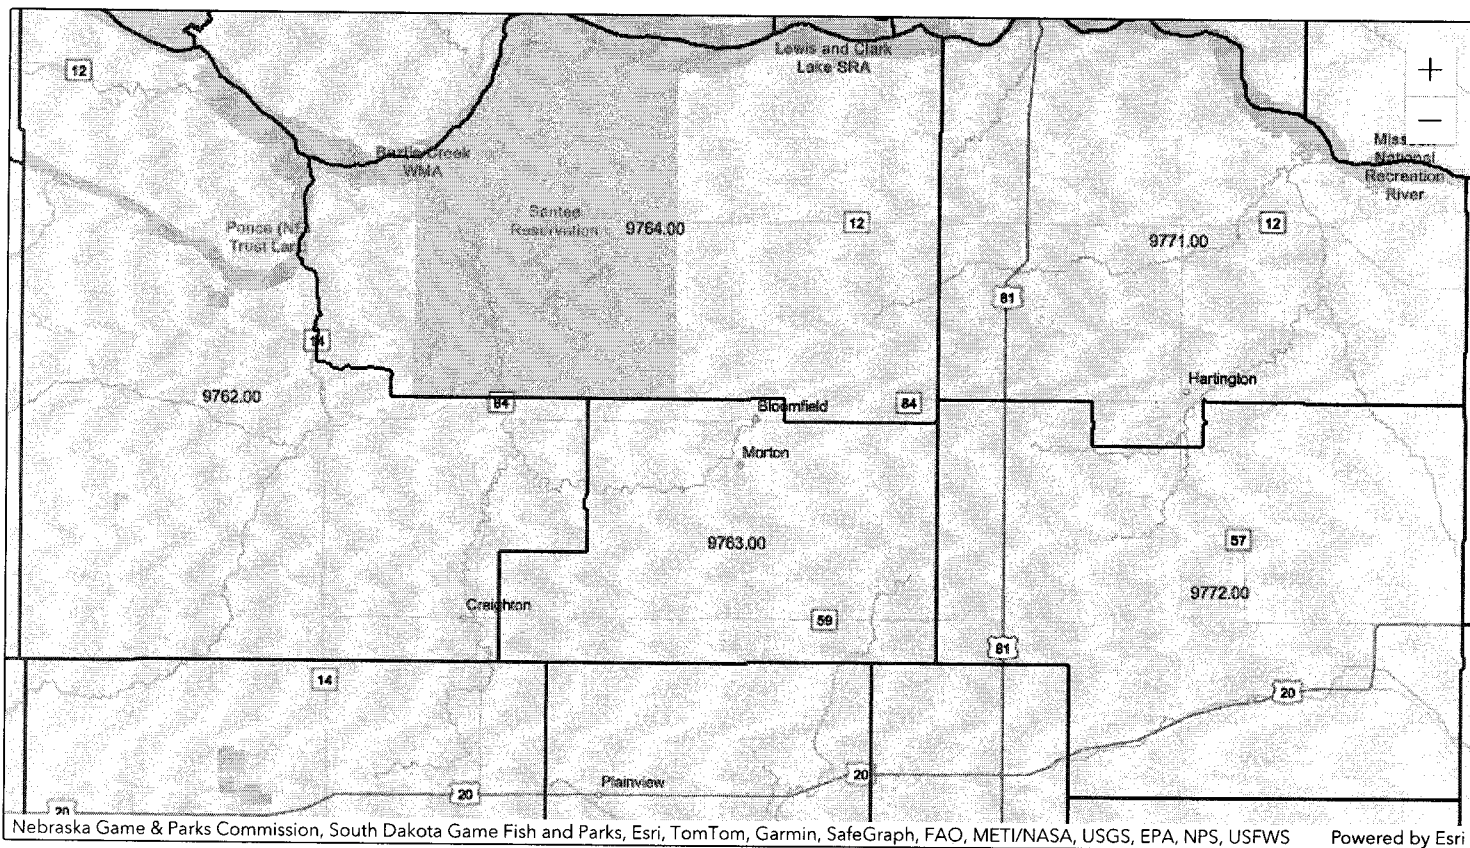 Lewis and Clark
Lake SRA
12
+
−
Creek
WMA
National
Recreation
River
Santee
Reservation
9764.00
12
12
Ponca (NE)
Trust Land
9771.00
81
14
9762.00
Hartington
84
Bloomfield
84
Morton
9763.00
57
9772.00
Creighton
59
81
14
20
20
20
Plainview
20
Nebraska Game & Parks Commission, South Dakota Game Fish and Parks, Esri, TomTom, Garmin, SafeGraph, FAO, METI/NASA, USGS, EPA, NPS, USFWS
Powered by Esri